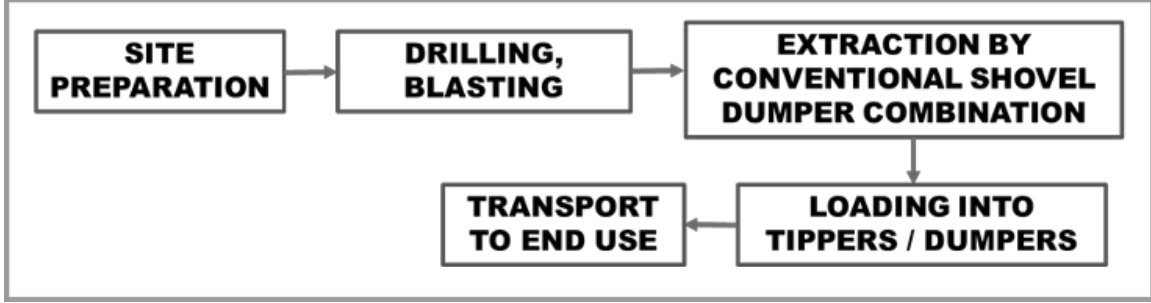 SITE
PREPARATION
DRILLING,
BLASTING
EXTRACTION BY
CONVENTIONAL SHOVEL
DUMPER COMBINATION
LOADING INTO
TIPPERS / DUMPERS
TRANSPORT
TO END USE